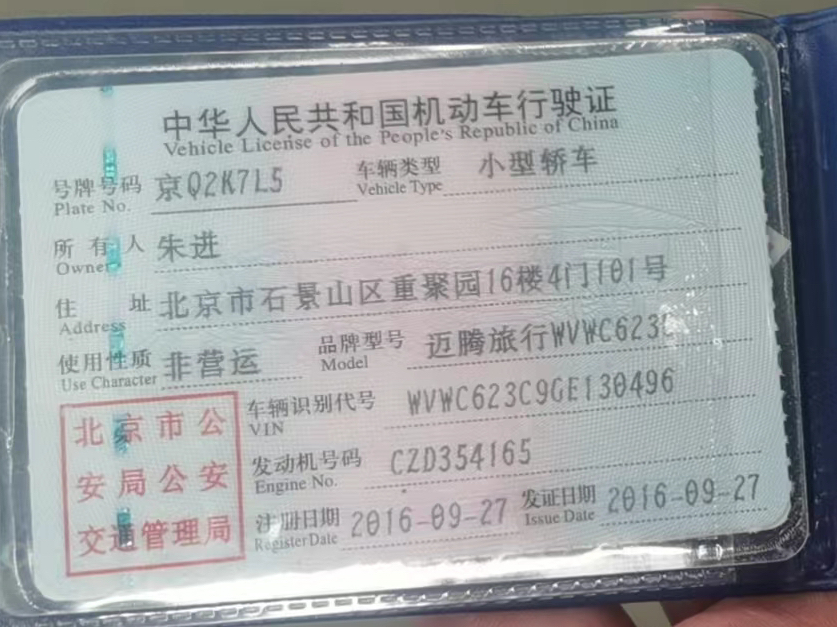 中华人民共和国机动车行驶证
Vehicle License of the People's Republic of China
号牌号码 京Q2K7L5 车辆类型 小型轿车
Plate No. Vehicle Type
所有人 朱进
Owner
住址 北京市石景山区重聚园16楼4门101号
Address
使用性质 非营运 品牌型号 迈腾旅行WVWC623
Use Character Model
北京市公 车辆识别代号 WVWC623C9GE130496
VIN
安局公安 发动机号码 CZD354165
Engine No.
交通管理局 注册日期 2016-09-27 发证日期 2016-09-27
Register Date Issue Date